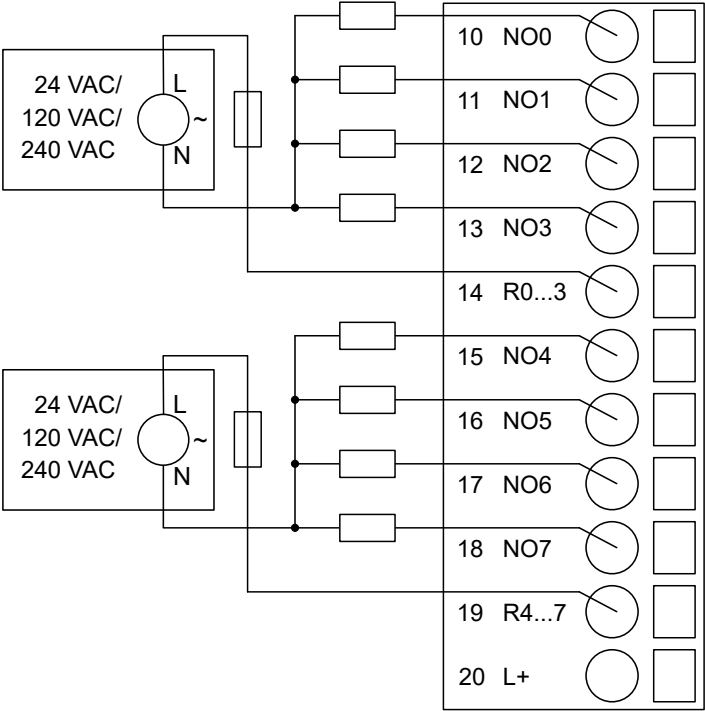 24 VAC/
120 VAC/
240 VAC
L
~
N
10 NO0
11 NO1
12 NO2
13 NO3
14 R0...3
24 VAC/
120 VAC/
240 VAC
L
~
N
15 NO4
16 NO5
17 NO6
18 NO7
19 R4...7
20 L+